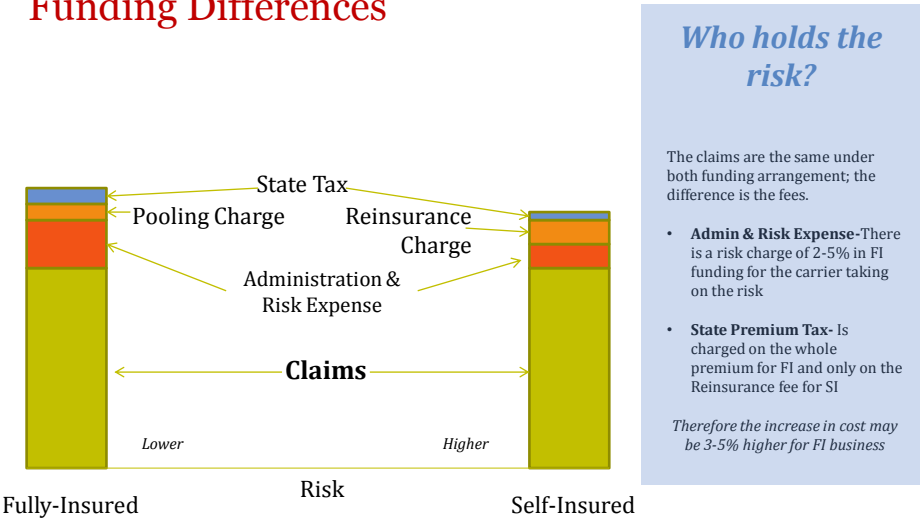 Funding Differences
State Tax
Pooling Charge
Reinsurance
Charge
Administration &
Risk Expense
Claims
Lower
Higher
Risk
Fully-Insured
Self-Insured
Who holds the
risk?
The claims are the same under
both funding arrangement; the
difference is the fees.
• Admin & Risk Expense-There
is a risk charge of 2-5% in FI
funding for the carrier taking
on the risk
• State Premium Tax- Is
charged on the whole
premium for FI and only on the
Reinsurance fee for SI
Therefore the increase in cost may
be 3-5% higher for FI business